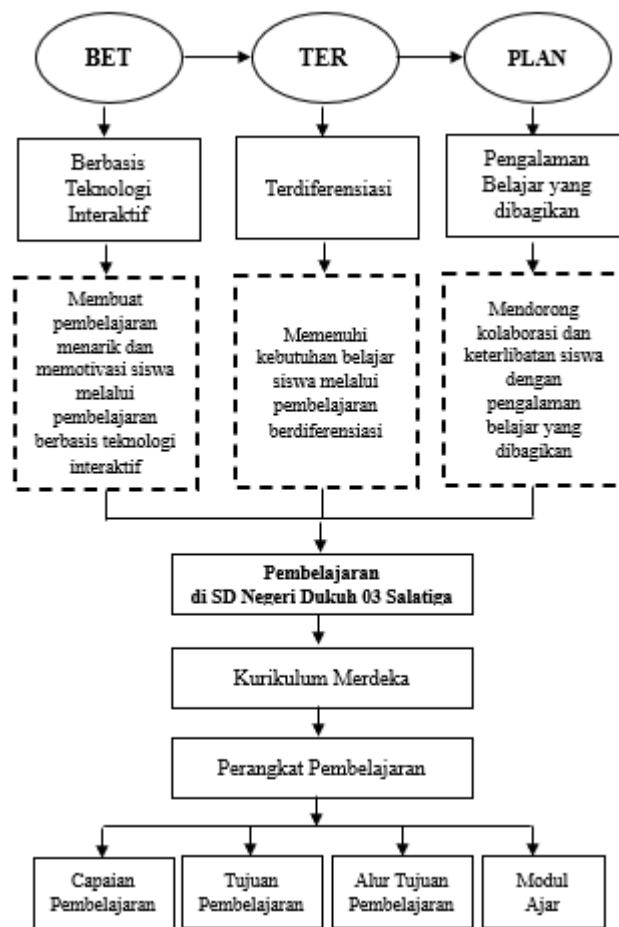 BET
TER
PLAN
Berbasis
Teknologi
Interaktif
Terdiferensiasi
Pengalaman
Belajar yang
dibagikan
Membuat
pembelajaran
menarik dan
memotivasi siswa
melalui
pembelajaran
berbasis teknologi
interaktif
Memenuhi
kebutuhan belajar
siswa melalui
pembelajaran
berdiferensiasi
Mendorong
kolaborasi dan
keterlibatan siswa
dengan
pengalaman
belajar yang
dibagikan
Pembelajaran
di SD Negeri Dukuh 03 Salatiga
Kurikulum Merdeka
Perangkat Pembelajaran
Capaian
Pembelajaran
Tujuan
Pembelajaran
Alur Tujuan
Pembelajaran
Modul
Ajar